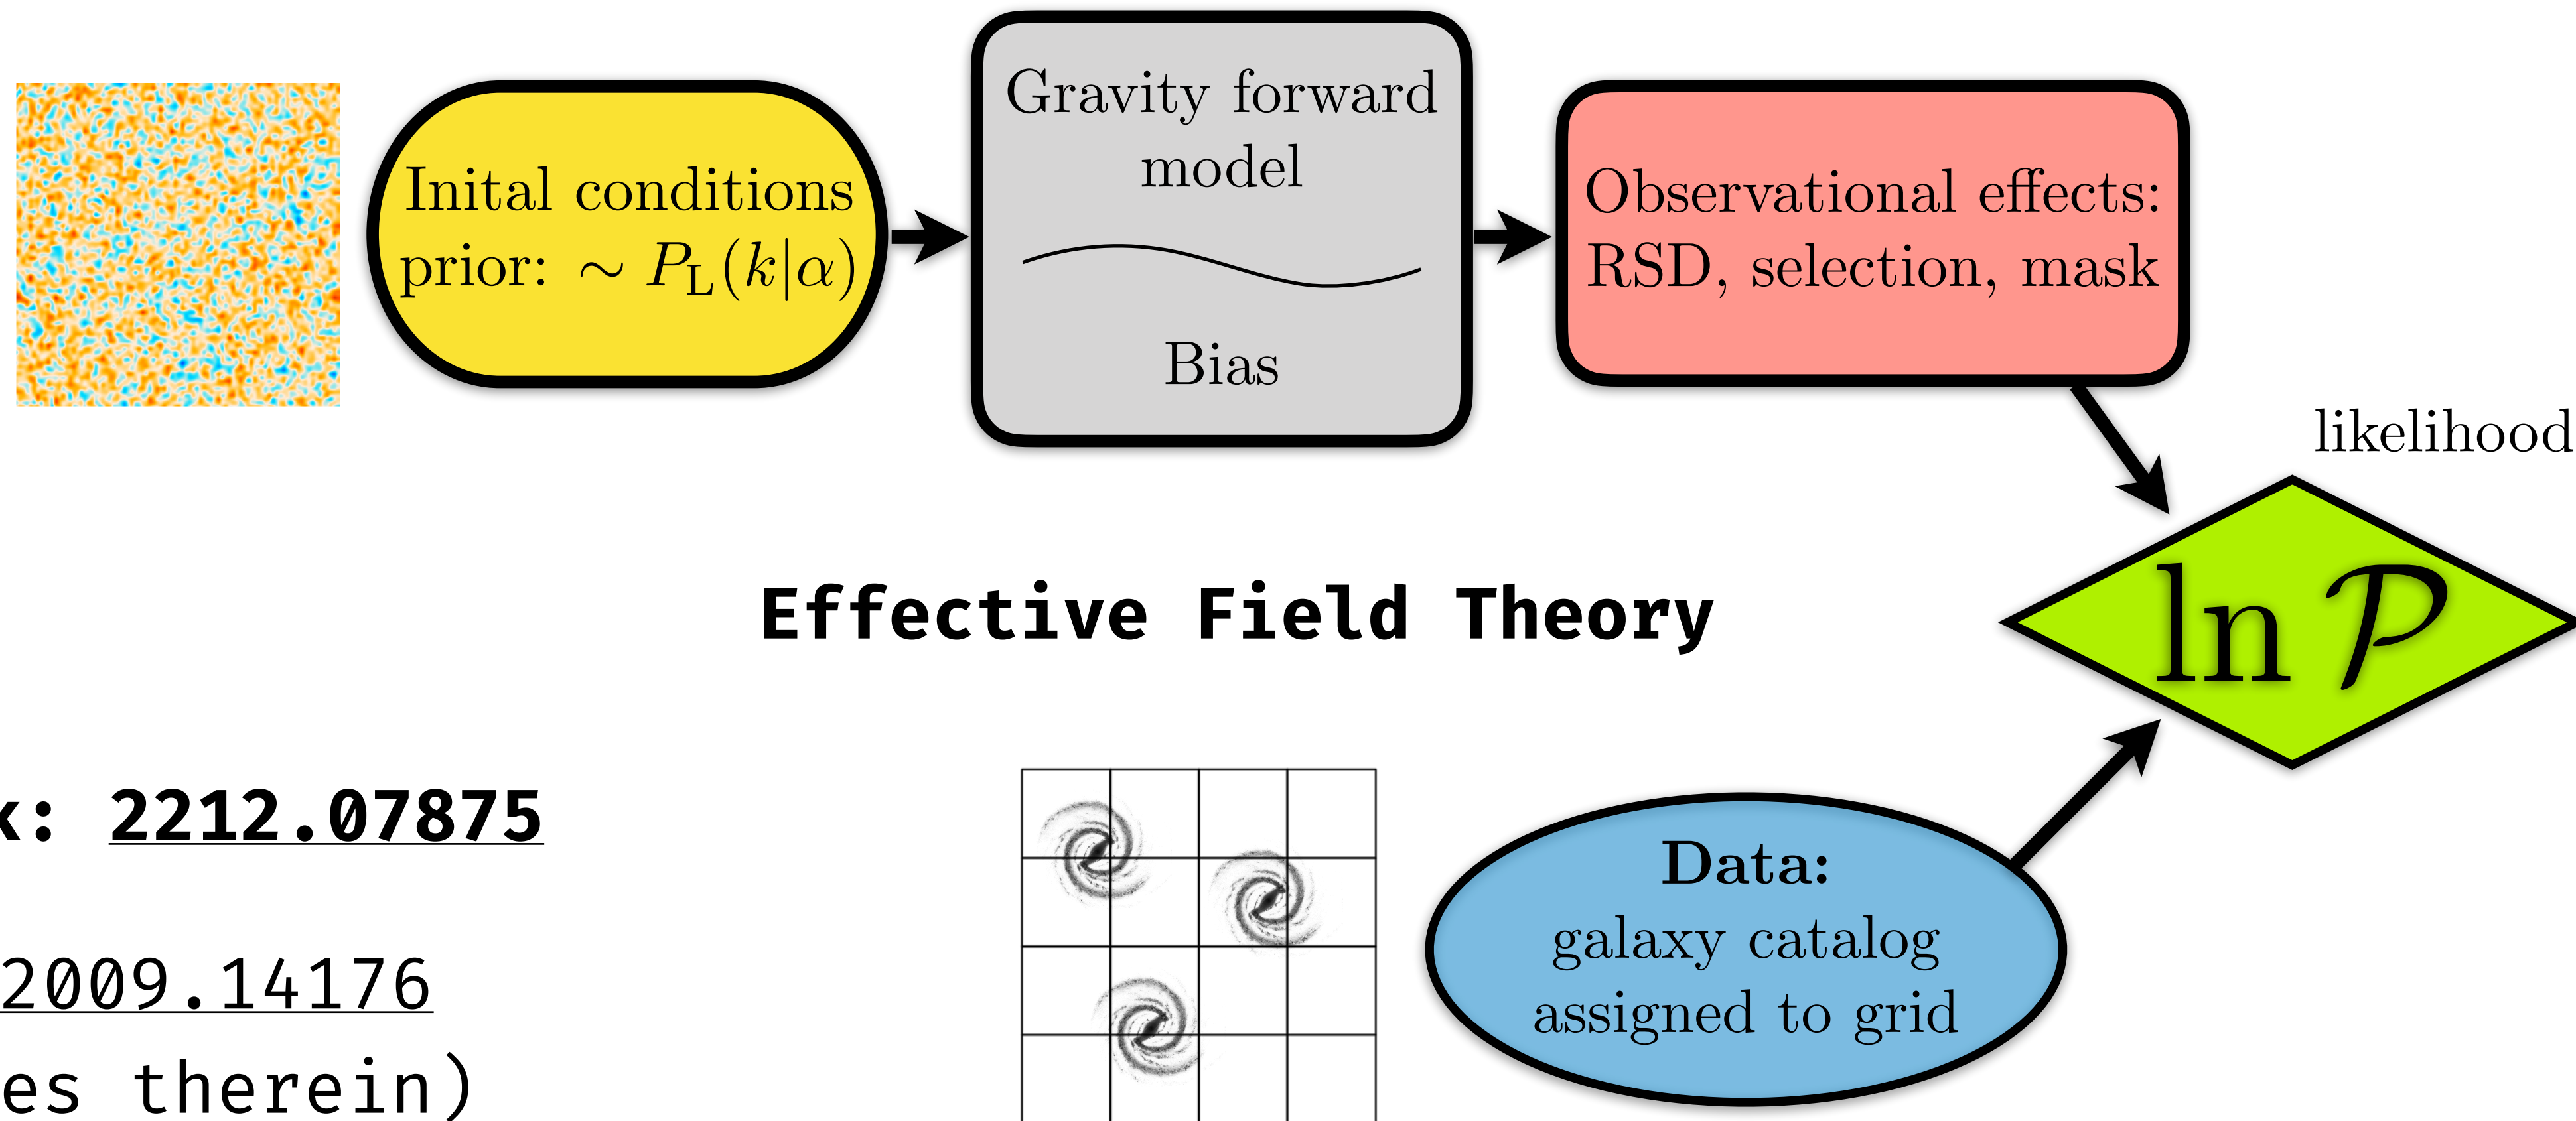 Inital conditions
prior: ∼ P_L(k|α)
Gravity forward
model
Bias
Observational effects:
RSD, selection, mask
likelihood
ln 𝒫
Effective Field Theory
x: 2212.07875
2009.14176
es therein)
Data:
galaxy catalog
assigned to grid